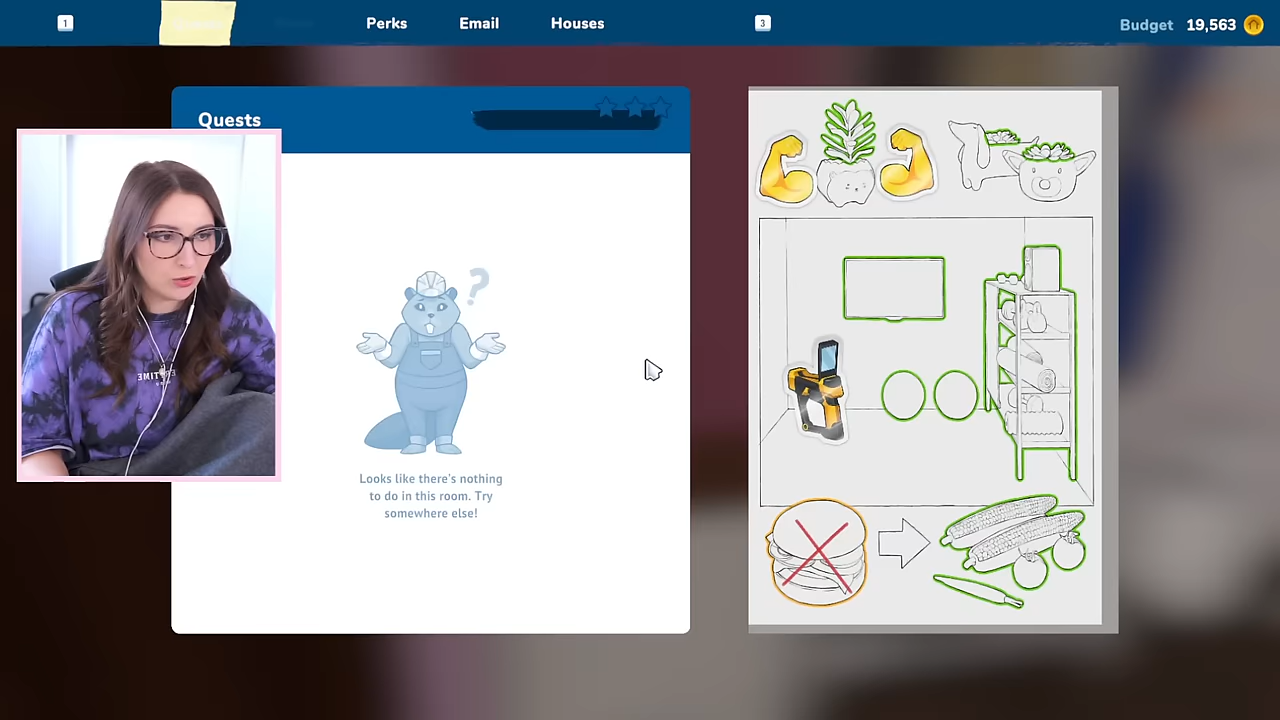 1
Perks
Email
Houses
3
Budget 19,563
Quests
?
Looks like there's nothing
to do in this room. Try
somewhere else!